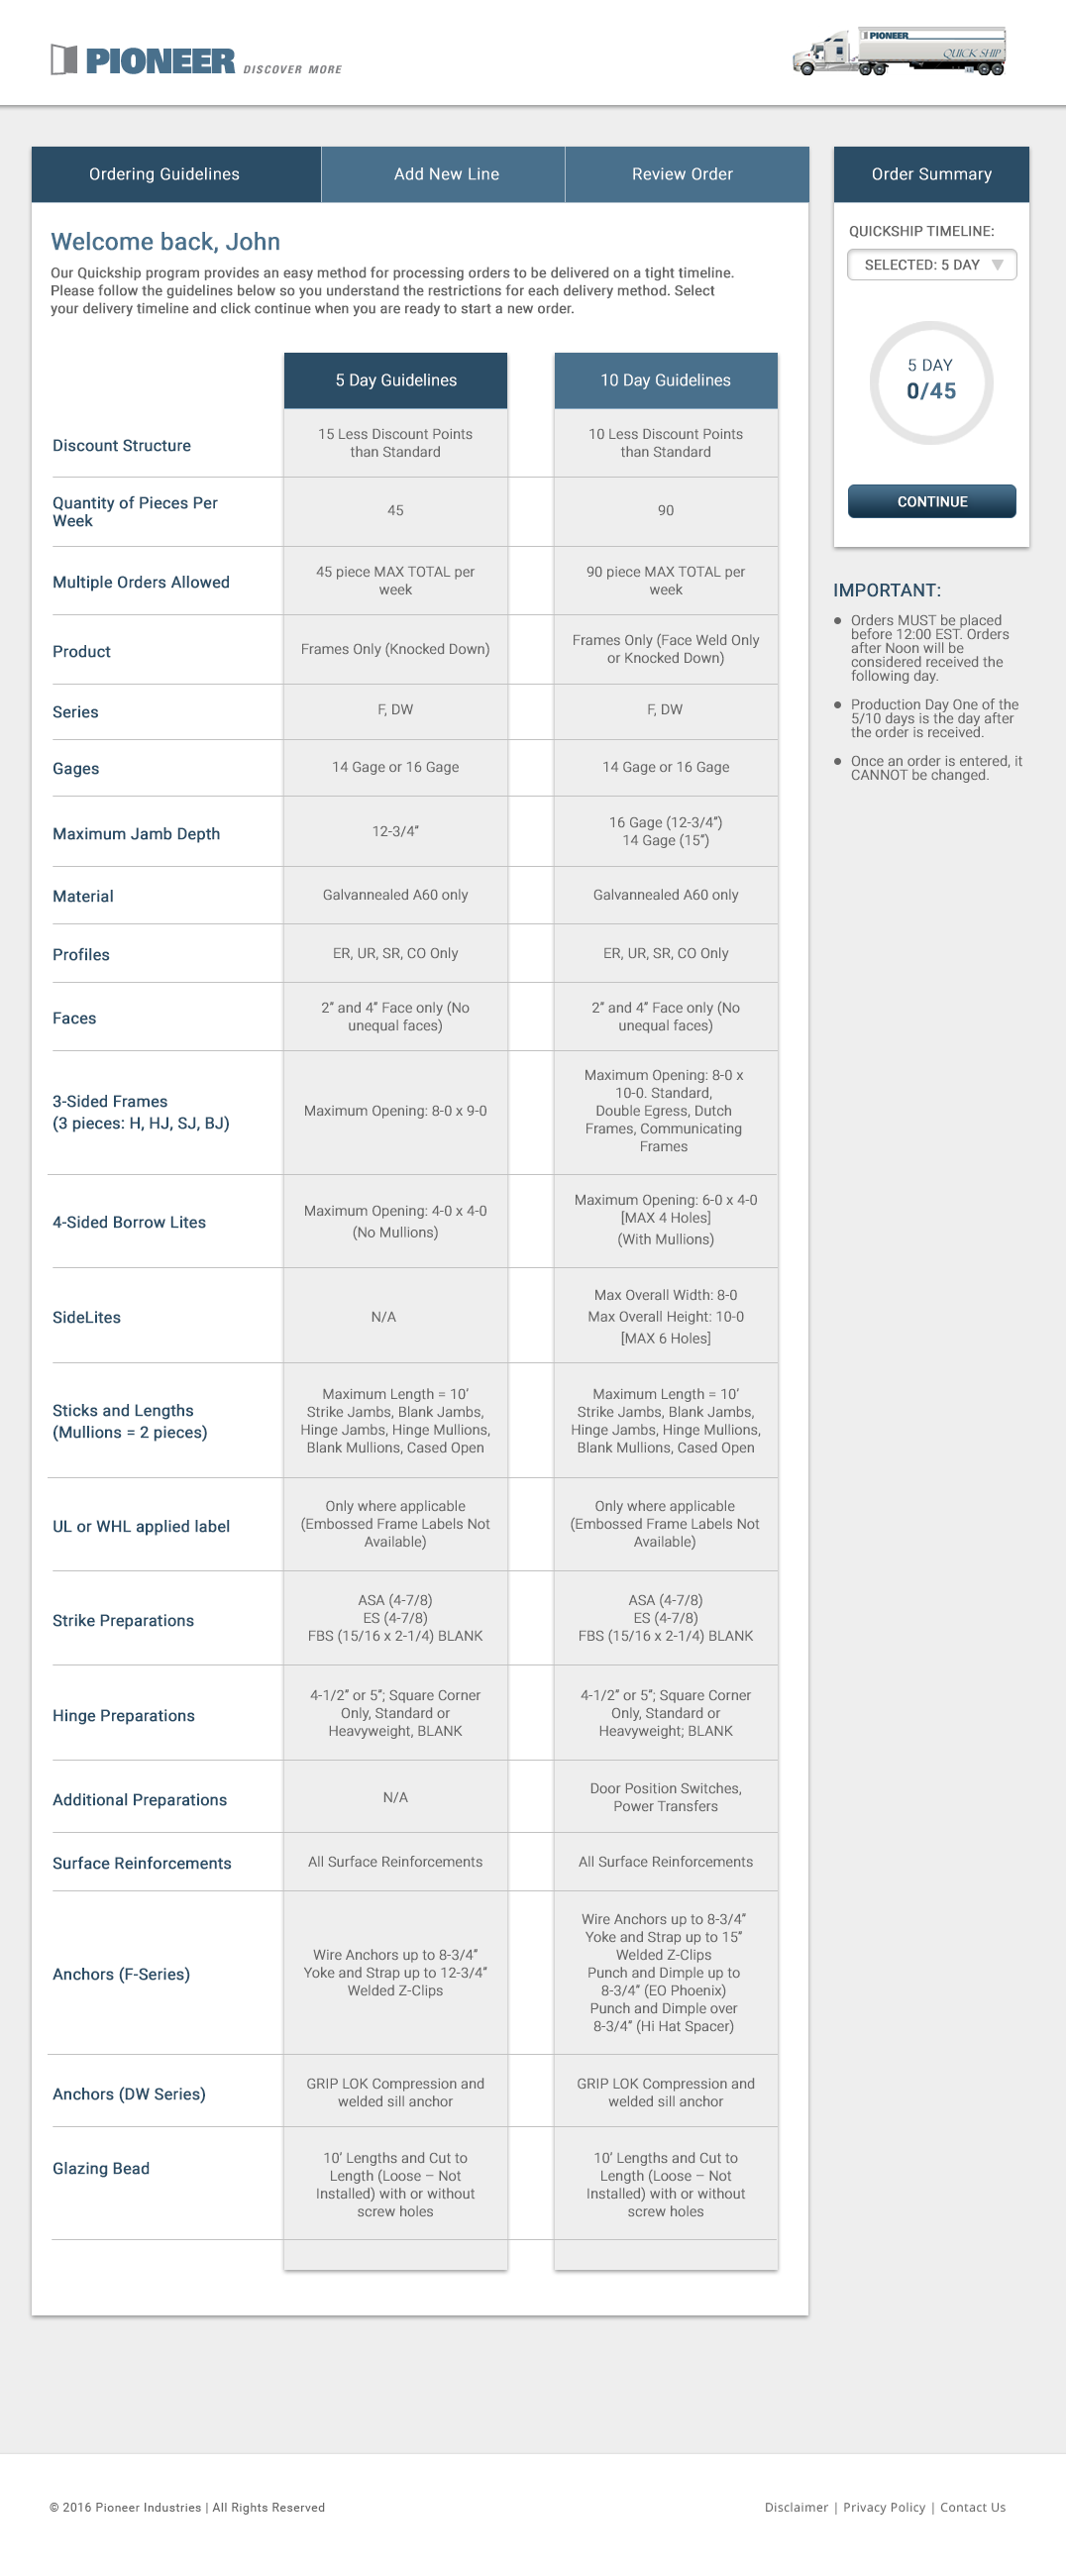 PIONEER DISCOVER MORE
PIONEER
QUICK SHIP
Ordering Guidelines
Add New Line
Review Order
Order Summary
Welcome back, John
Our Quickship program provides an easy method for processing orders to be delivered on a tight timeline.
Please follow the guidelines below so you understand the restrictions for each delivery method. Select
your delivery timeline and click continue when you are ready to start a new order.
QUICKSHIP TIMELINE:
SELECTED: 5 DAY
5 DAY
0/45
CONTINUE
IMPORTANT:
Orders MUST be placed
before 12:00 EST. Orders
after Noon will be
considered received the
following day.
Production Day One of the
5/10 days is the day after
the order is received.
Once an order is entered, it
CANNOT be changed.
5 Day Guidelines
10 Day Guidelines
Discount Structure
15 Less Discount Points
than Standard
10 Less Discount Points
than Standard
Quantity of Pieces Per
Week
45
90
Multiple Orders Allowed
45 piece MAX TOTAL per
week
90 piece MAX TOTAL per
week
Product
Frames Only (Knocked Down)
Frames Only (Face Weld Only
or Knocked Down)
Series
F, DW
F, DW
Gages
14 Gage or 16 Gage
14 Gage or 16 Gage
Maximum Jamb Depth
12-3/4”
16 Gage (12-3/4”)
14 Gage (15”)
Material
Galvannealed A60 only
Galvannealed A60 only
Profiles
ER, UR, SR, CO Only
ER, UR, SR, CO Only
Faces
2” and 4” Face only (No
unequal faces)
2” and 4” Face only (No
unequal faces)
3-Sided Frames
(3 pieces: H, HJ, SJ, BJ)
Maximum Opening: 8-0 x 9-0
Maximum Opening: 8-0 x
10-0. Standard,
Double Egress, Dutch
Frames, Communicating
Frames
4-Sided Borrow Lites
Maximum Opening: 4-0 x 4-0
(No Mullions)
Maximum Opening: 6-0 x 4-0
[MAX 4 Holes]
(With Mullions)
SideLites
N/A
Max Overall Width: 8-0
Max Overall Height: 10-0
[MAX 6 Holes]
Sticks and Lengths
(Mullions = 2 pieces)
Maximum Length = 10’
Strike Jambs, Blank Jambs,
Hinge Jambs, Hinge Mullions,
Blank Mullions, Cased Open
Maximum Length = 10’
Strike Jambs, Blank Jambs,
Hinge Jambs, Hinge Mullions,
Blank Mullions, Cased Open
UL or WHL applied label
Only where applicable
(Embossed Frame Labels Not
Available)
Only where applicable
(Embossed Frame Labels Not
Available)
Strike Preparations
ASA (4-7/8)
ES (4-7/8)
FBS (15/16 x 2-1/4) BLANK
ASA (4-7/8)
ES (4-7/8)
FBS (15/16 x 2-1/4) BLANK
Hinge Preparations
4-1/2” or 5”; Square Corner
Only, Standard or
Heavyweight, BLANK
4-1/2” or 5”; Square Corner
Only, Standard or
Heavyweight; BLANK
Additional Preparations
N/A
Door Position Switches,
Power Transfers
Surface Reinforcements
All Surface Reinforcements
All Surface Reinforcements
Anchors (F-Series)
Wire Anchors up to 8-3/4”
Yoke and Strap up to 12-3/4”
Welded Z-Clips
Wire Anchors up to 8-3/4”
Yoke and Strap up to 15”
Welded Z-Clips
Punch and Dimple up to
8-3/4” (EO Phoenix)
Punch and Dimple over
8-3/4” (Hi Hat Spacer)
Anchors (DW Series)
GRIP LOK Compression and
welded sill anchor
GRIP LOK Compression and
welded sill anchor
Glazing Bead
10’ Lengths and Cut to
Length (Loose – Not
Installed) with or without
screw holes
10’ Lengths and Cut to
Length (Loose – Not
Installed) with or without
screw holes
© 2016 Pioneer Industries | All Rights Reserved
Disclaimer | Privacy Policy | Contact Us